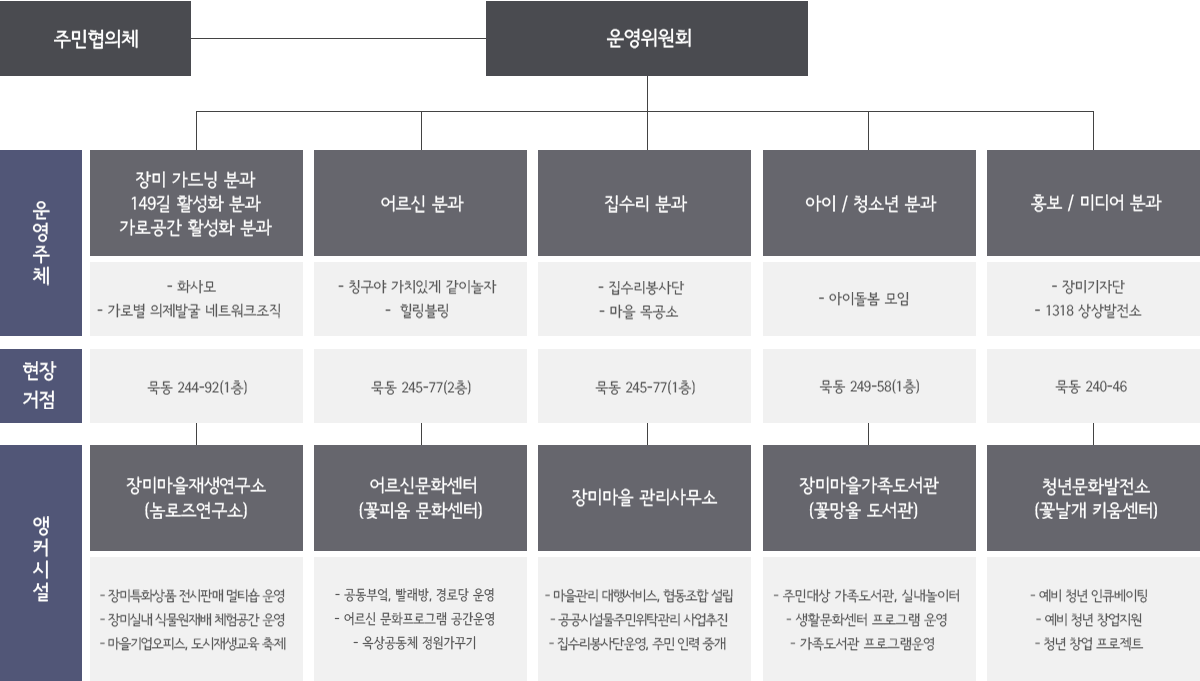 주민협의체
운영위원회
운영주체
장미 가드닝 분과
149길 활성화 분과
가로공간 활성화 분과
어르신 분과
집수리 분과
아이 / 청소년 분과
홍보 / 미디어 분과
- 화사모
- 가로별 의제발굴 네트워크조직
- 칭구야 가치있게 같이놀자
- 힐링블링
- 집수리봉사단
- 마을 목공소
- 아이돌봄 모임
- 장미기자단
- 1318 상상발전소
현장
거점
묵동 244-92(1층)
묵동 245-77(2층)
묵동 245-77(1층)
묵동 249-58(1층)
묵동 240-46
앵커시설
장미마을재생연구소
(놈로즈연구소)
어르신문화센터
(꽃피움 문화센터)
장미마을 관리사무소
장미마을가족도서관
(꽃망울 도서관)
청년문화발전소
(꽃날개 키움센터)
- 장미특화상품 전시판매 멀티숍 운영
- 장미실내 식물원재배 체험공간 운영
- 마을기업오피스, 도시재생교육 축제
- 공동부엌, 빨래방, 경로당 운영
- 어르신 문화프로그램 공간운영
- 옥상공동체 정원가꾸기
- 마을관리 대행서비스, 협동조합 설립
- 공공시설물주민위탁관리 사업추진
- 집수리봉사단운영, 주민 인력 중개
- 주민대상 가족도서관, 실내놀이터
- 생활문화센터 프로그램 운영
- 가족도서관 프로그램운영
- 예비 청년 인큐베이팅
- 예비 청년 창업지원
- 청년 창업 프로젝트